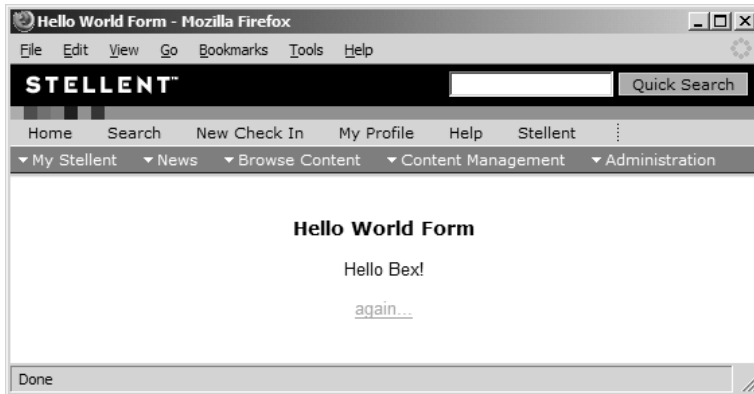 Hello World Form - Mozilla Firefox
File Edit View Go Bookmarks Tools Help
STELLENT™ Quick Search
Home Search New Check In My Profile Help Stellent
My Stellent News Browse Content Content Management Administration
Hello World Form
Hello Bex!
again...
Done